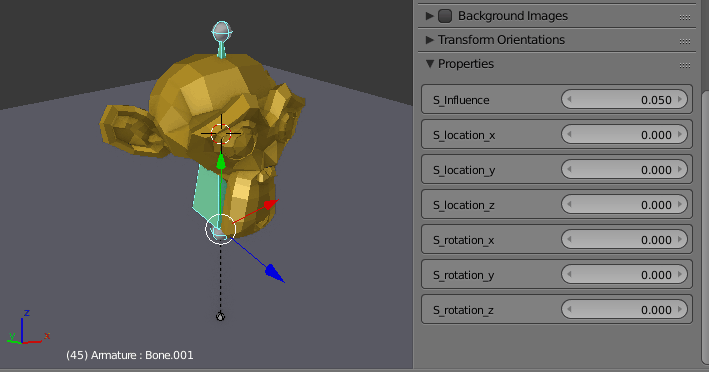 Background Images
Transform Orientations
Properties
S_Influence 0.050
S_location_x 0.000
S_location_y 0.000
S_location_z 0.000
S_rotation_x 0.000
S_rotation_y 0.000
S_rotation_z 0.000
z
y x
(45) Armature : Bone.001